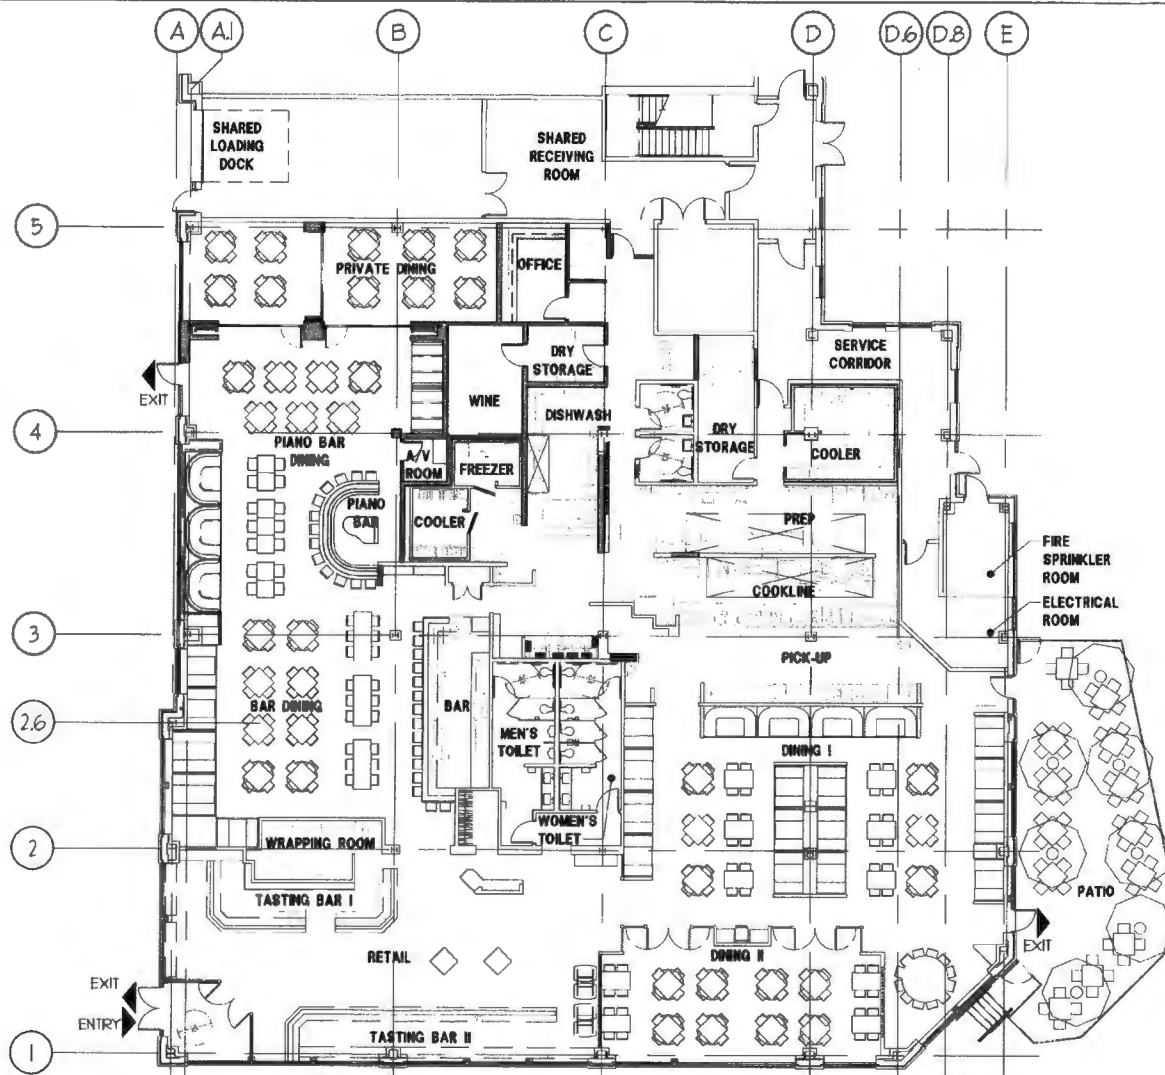 A A.1 B C D D.6 D.8 E
SHARED
LOADING
DOCK
SHARED
RECEIVING
ROOM
5
PRIVATE DINING
OFFICE
SERVICE
CORRIDOR
DRY
STORAGE
EXIT
WINE
DISHWASH
4
PIANO BAR
DINING
A/V
ROOM
FREEZER
DRY
STORAGE
COOLER
PIANO
BAR
COOLER
PREP
FIRE
SPRINKLER
ROOM
COOKLINE
ELECTRICAL
ROOM
3
PICK-UP
BAR DINING
BAR
2.6
MEN'S
TOILET
DINING I
WOMEN'S
TOILET
2
WRAPPING ROOM
TASTING BAR I
PATIO
RETAIL
DINING II
EXIT
EXIT
ENTRY
TASTING BAR II
1